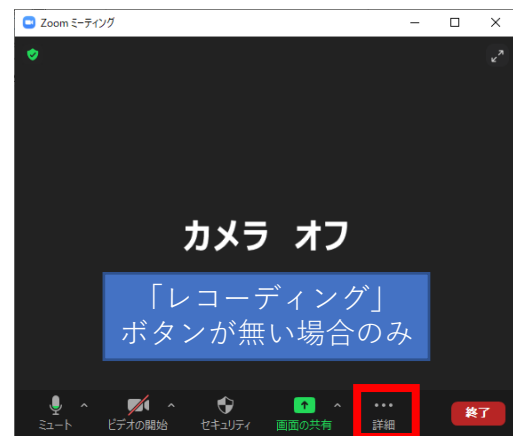 Zoom ミーティング
カメラ オフ
「レコーディング」
ボタンが無い場合のみ
ミュート ビデオの開始 セキュリティ 画面の共有 詳細 終了